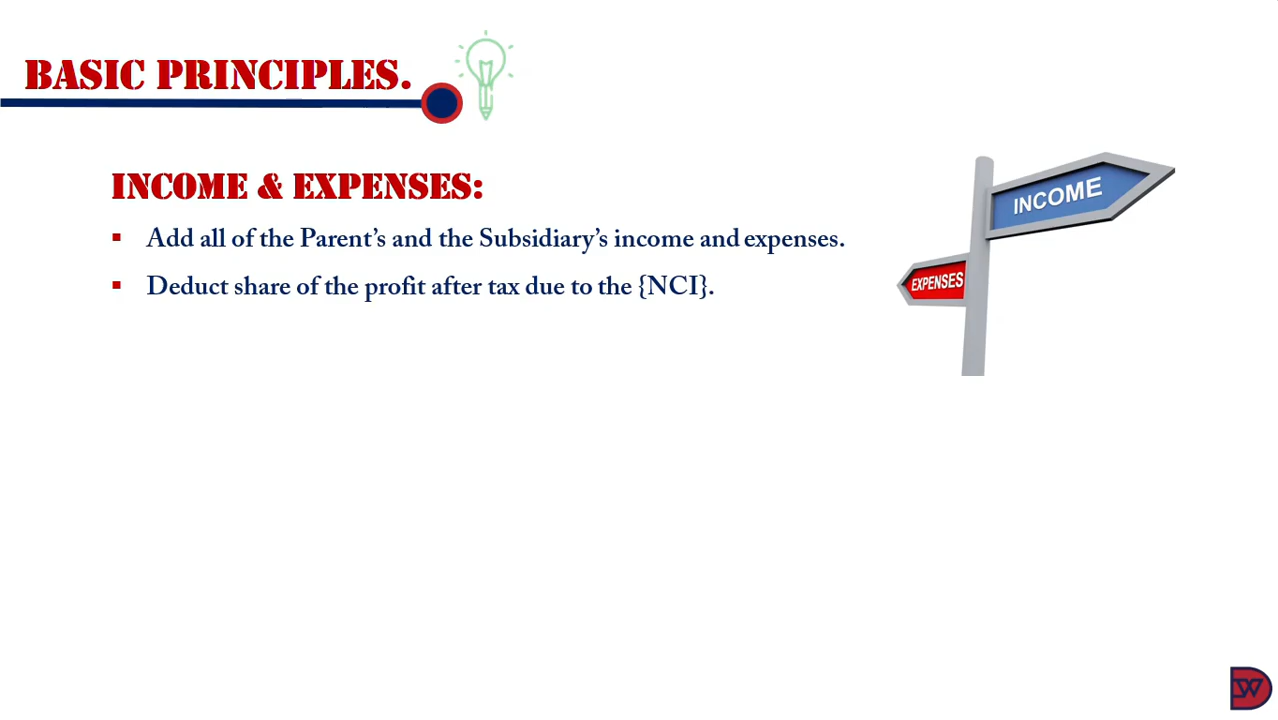 BASIC PRINCIPLES.
INCOME & EXPENSES:
▪ Add all of the Parent’s and the Subsidiary’s income and expenses.
▪ Deduct share of the profit after tax due to the {NCI}.
INCOME
EXPENSES
DW